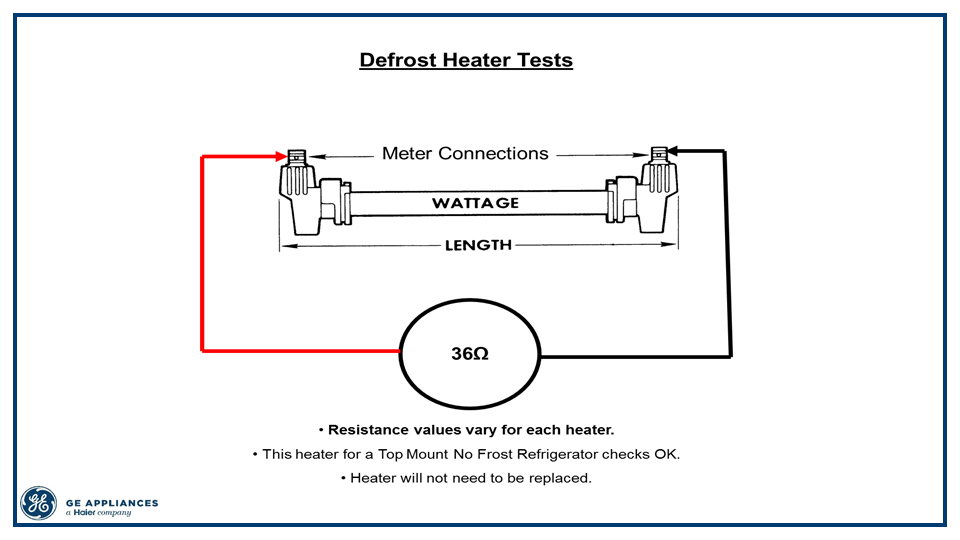 Defrost Heater Tests
Meter Connections
WATTAGE
LENGTH
36Ω
• Resistance values vary for each heater.
• This heater for a Top Mount No Frost Refrigerator checks OK.
• Heater will not need to be replaced.
GE
GE APPLIANCES
a Haier company